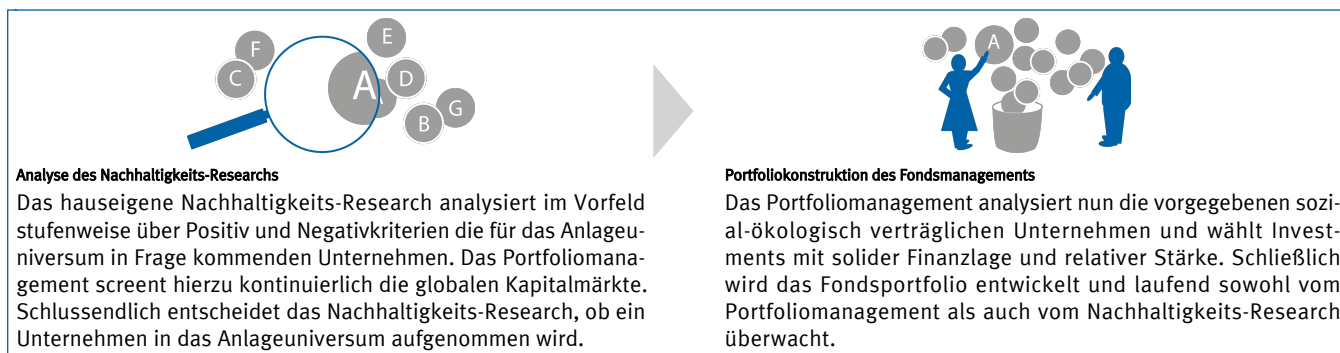 F
E
C
A
D
G
B
A
Analyse des Nachhaltigkeits-Researchs
Das hauseigene Nachhaltigkeits-Research analysiert im Vorfeld
stufenweise über Positiv und Negativkriterien die für das Anlageu-
niversum in Frage kommenden Unternehmen. Das Portfoliomana-
gement screent hierzu kontinuierlich die globalen Kapitalmärkte.
Schlussendlich entscheidet das Nachhaltigkeits-Research, ob ein
Unternehmen in das Anlageuniversum aufgenommen wird.
A
Portfoliokonstruktion des Fondsmanagements
Das Portfoliomanagement analysiert nun die vorgegebenen sozi-
al-ökologisch verträglichen Unternehmen und wählt Invest-
ments mit solider Finanzlage und relativer Stärke. Schließlich
wird das Fondsportfolio entwickelt und laufend sowohl vom
Portfoliomanagement als auch vom Nachhaltigkeits-Research
überwacht.